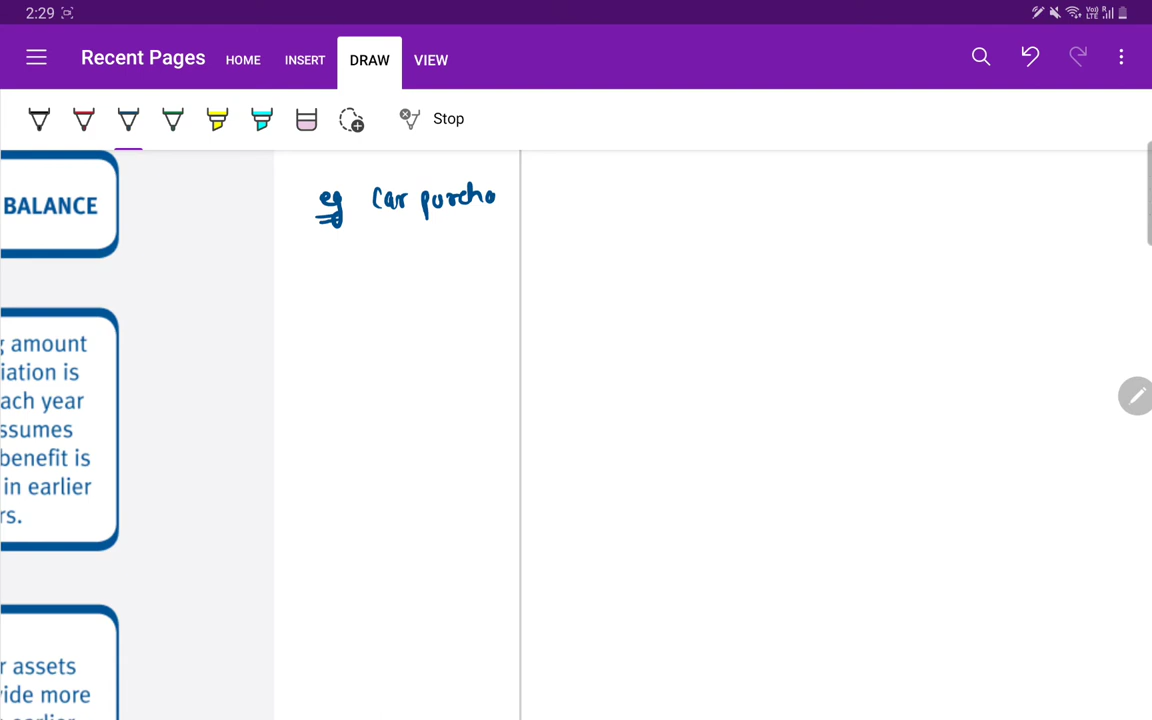 2:29
Recent Pages HOME INSERT DRAW VIEW
Stop
BALANCE
eg Car purcha
g amount
iation is
ach year
ssumes
benefit is
in earlier
rs.
r assets
vide more